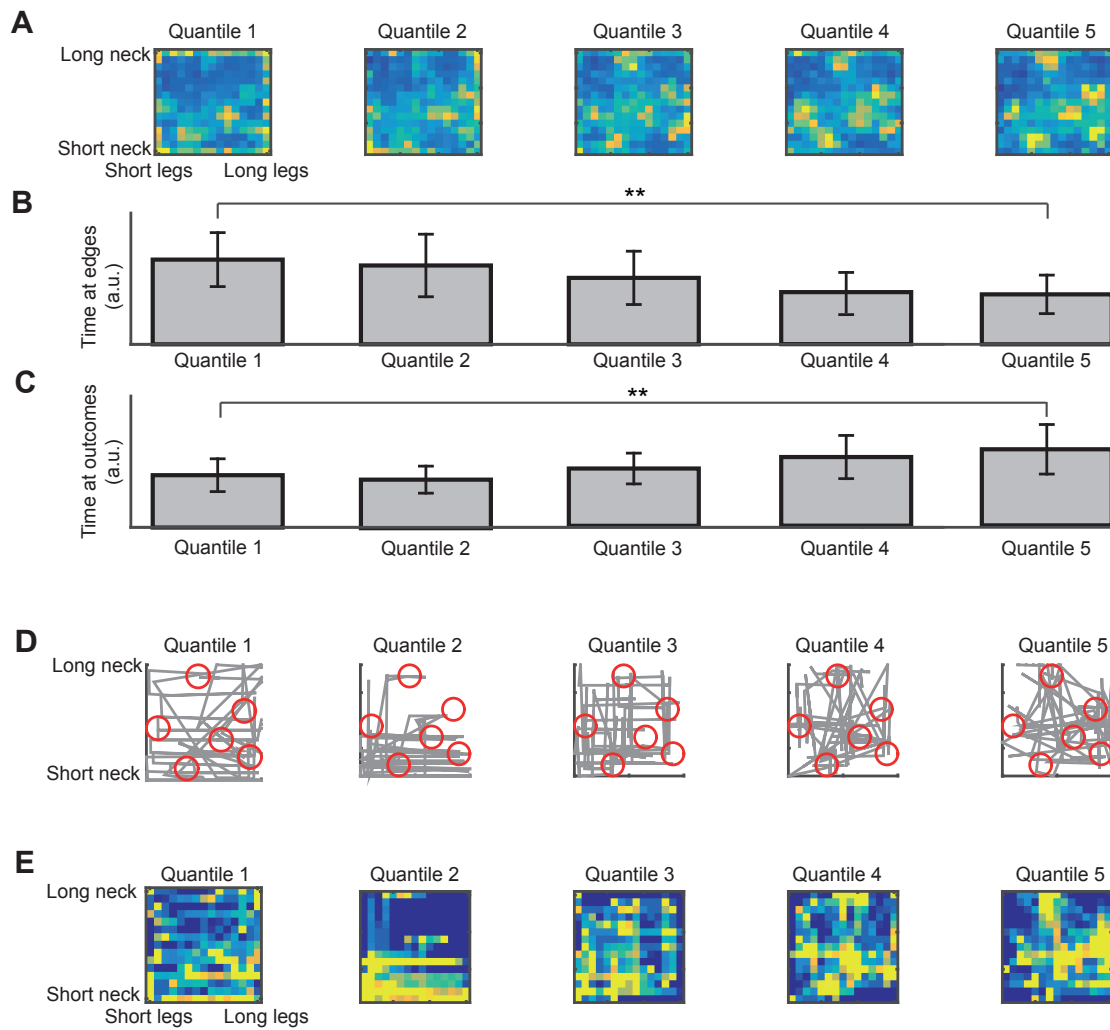 A
Quantile 1 Quantile 2 Quantile 3 Quantile 4 Quantile 5
Long neck
Short neck
Short legs Long legs
B
**
Time at edges
(a.u.)
Quantile 1 Quantile 2 Quantile 3 Quantile 4 Quantile 5
C
**
Time at outcomes
(a.u.)
Quantile 1 Quantile 2 Quantile 3 Quantile 4 Quantile 5
D
Quantile 1 Quantile 2 Quantile 3 Quantile 4 Quantile 5
Long neck
Short neck
E
Quantile 1 Quantile 2 Quantile 3 Quantile 4 Quantile 5
Long neck
Short neck
Short legs Long legs